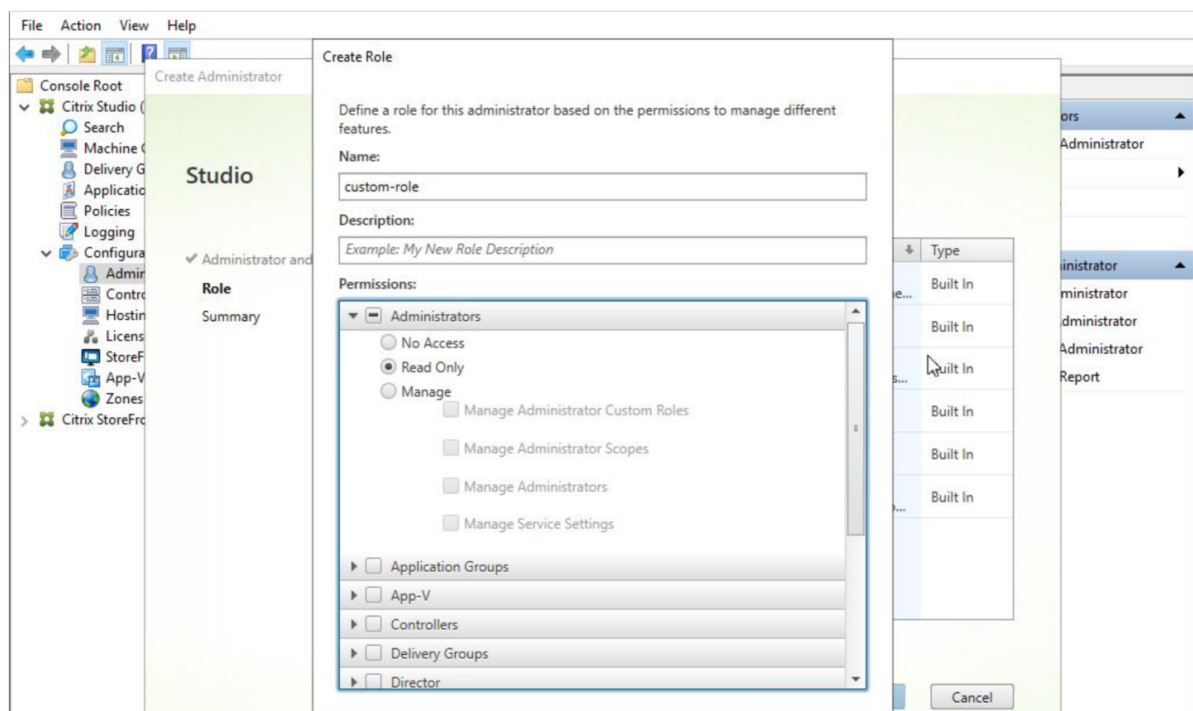 File Action View Help
Create Role
Create Administrator
Console Root
Citrix Studio (
Search
Machine
Delivery G
Applicatio
Policies
Logging
Configura
Admir
Contro
Hostin
Licens
StoreF
App-V
Zones
Citrix StoreFro
Studio
Administrator and
Role
Summary
Define a role for this administrator based on the permissions to manage different
features.
Name:
custom-role
Description:
Example: My New Role Description
Permissions:
Administrators
No Access
Read Only
Manage
Manage Administrator Custom Roles
Manage Administrator Scopes
Manage Administrators
Manage Service Settings
Application Groups
App-V
Controllers
Delivery Groups
Director
Type
e... Built In
Built In
s... Built In
Built In
Built In
Built In
Cancel
ors
Administrator
inistrator
ministrator
dministrator
Administrator
Report